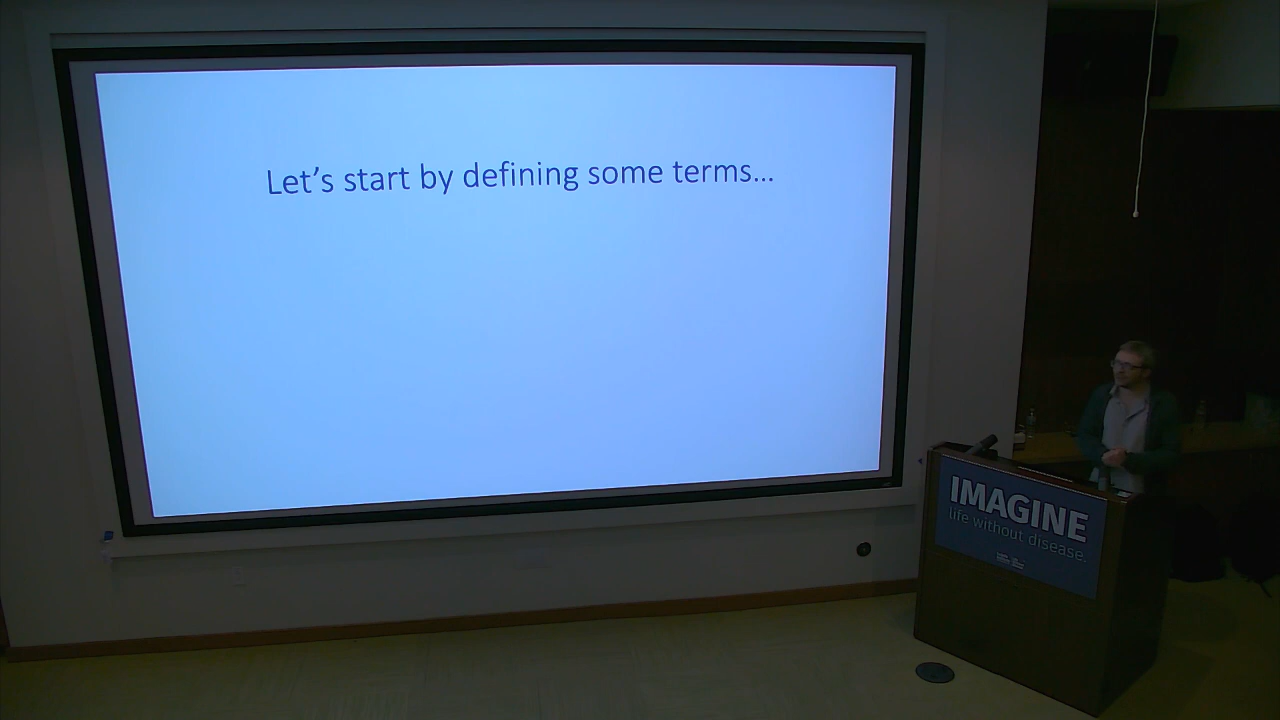 Let's start by defining some terms...
IMAGINE
life without disease.